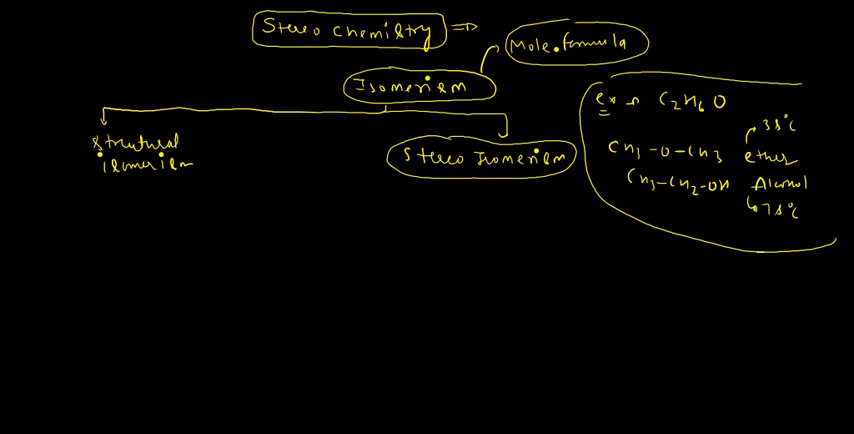 Stereo chemistry ⇒
Mole. formula
Isomerism
Structural
isomerism
Stereo Isomerism
ex → C2H6O
35°C
CH3-O-CH3 ether
CH3-CH2-OH Alcohol
78°C